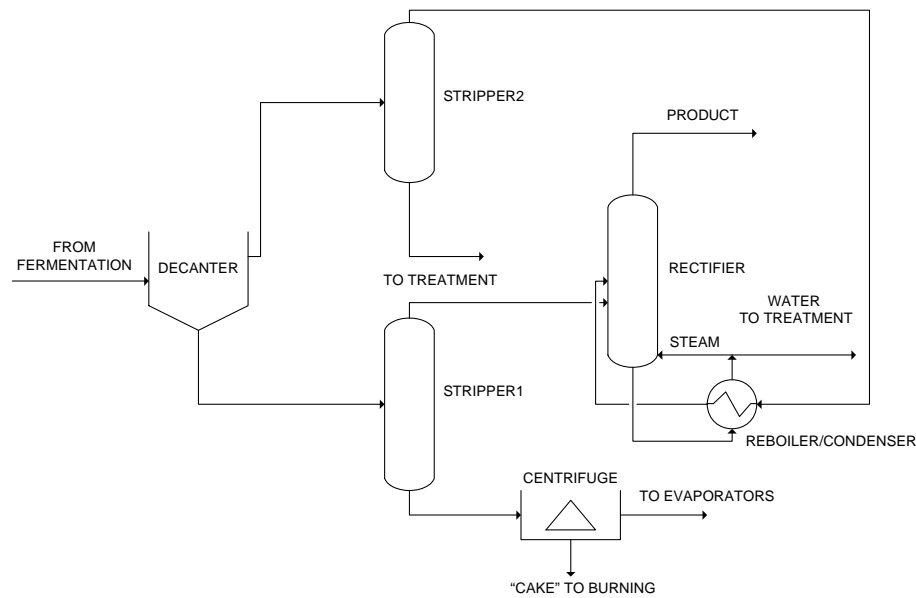 STRIPPER2
PRODUCT
FROM
FERMENTATION
DECANTER
TO TREATMENT
RECTIFIER
WATER
TO TREATMENT
STEAM
STRIPPER1
REBOILER/CONDENSER
CENTRIFUGE
TO EVAPORATORS
“CAKE” TO BURNING